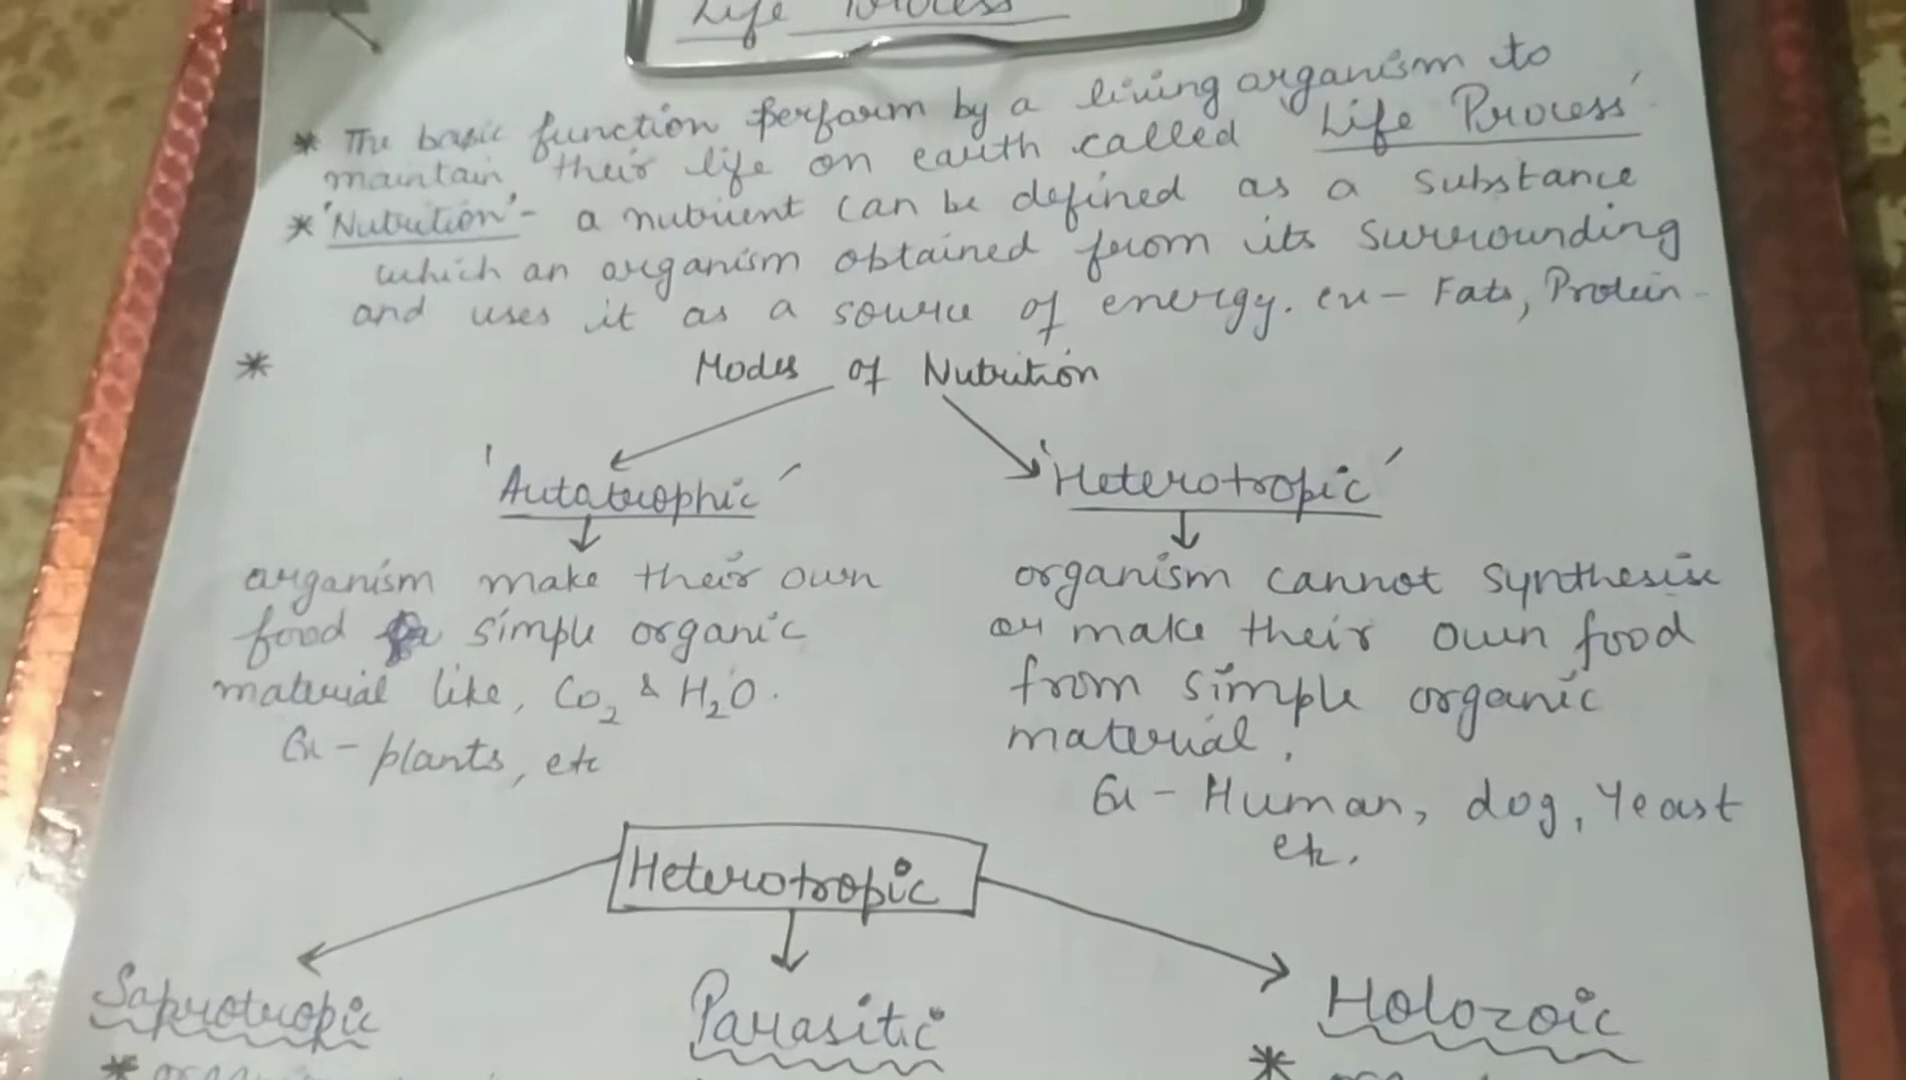 Life Process
* The basic function perform by a living organism to
maintain their life on earth called 'Life Process'
* 'Nutrition' - a nutrient can be defined as a substance
which an organism obtained from its surrounding
and uses it as a source of energy. ex - Fats, Protein
* Modes of Nutrition
'Autatrophic' 'Heterotropic'
organism make their own
food simple organic
material like, Co2 & H2O.
Ex - plants, etc
organism cannot synthesise
or make their own food
from simple organic
material.
Ex - Human, dog, Yeast
etc.
Heterotropic
Saprotropic Parasitic Holozoic